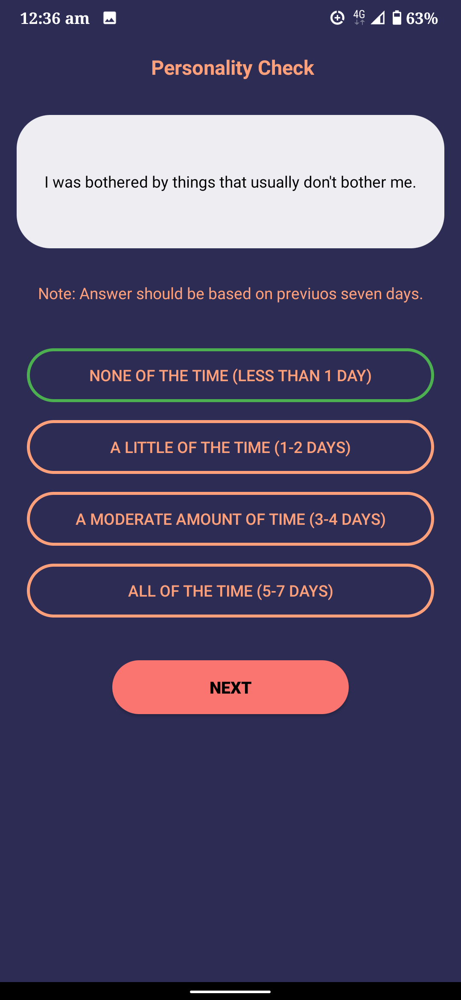 12:36 am 4G 63%
Personality Check
I was bothered by things that usually don't bother me.
Note: Answer should be based on previuos seven days.
NONE OF THE TIME (LESS THAN 1 DAY)
A LITTLE OF THE TIME (1-2 DAYS)
A MODERATE AMOUNT OF TIME (3-4 DAYS)
ALL OF THE TIME (5-7 DAYS)
NEXT